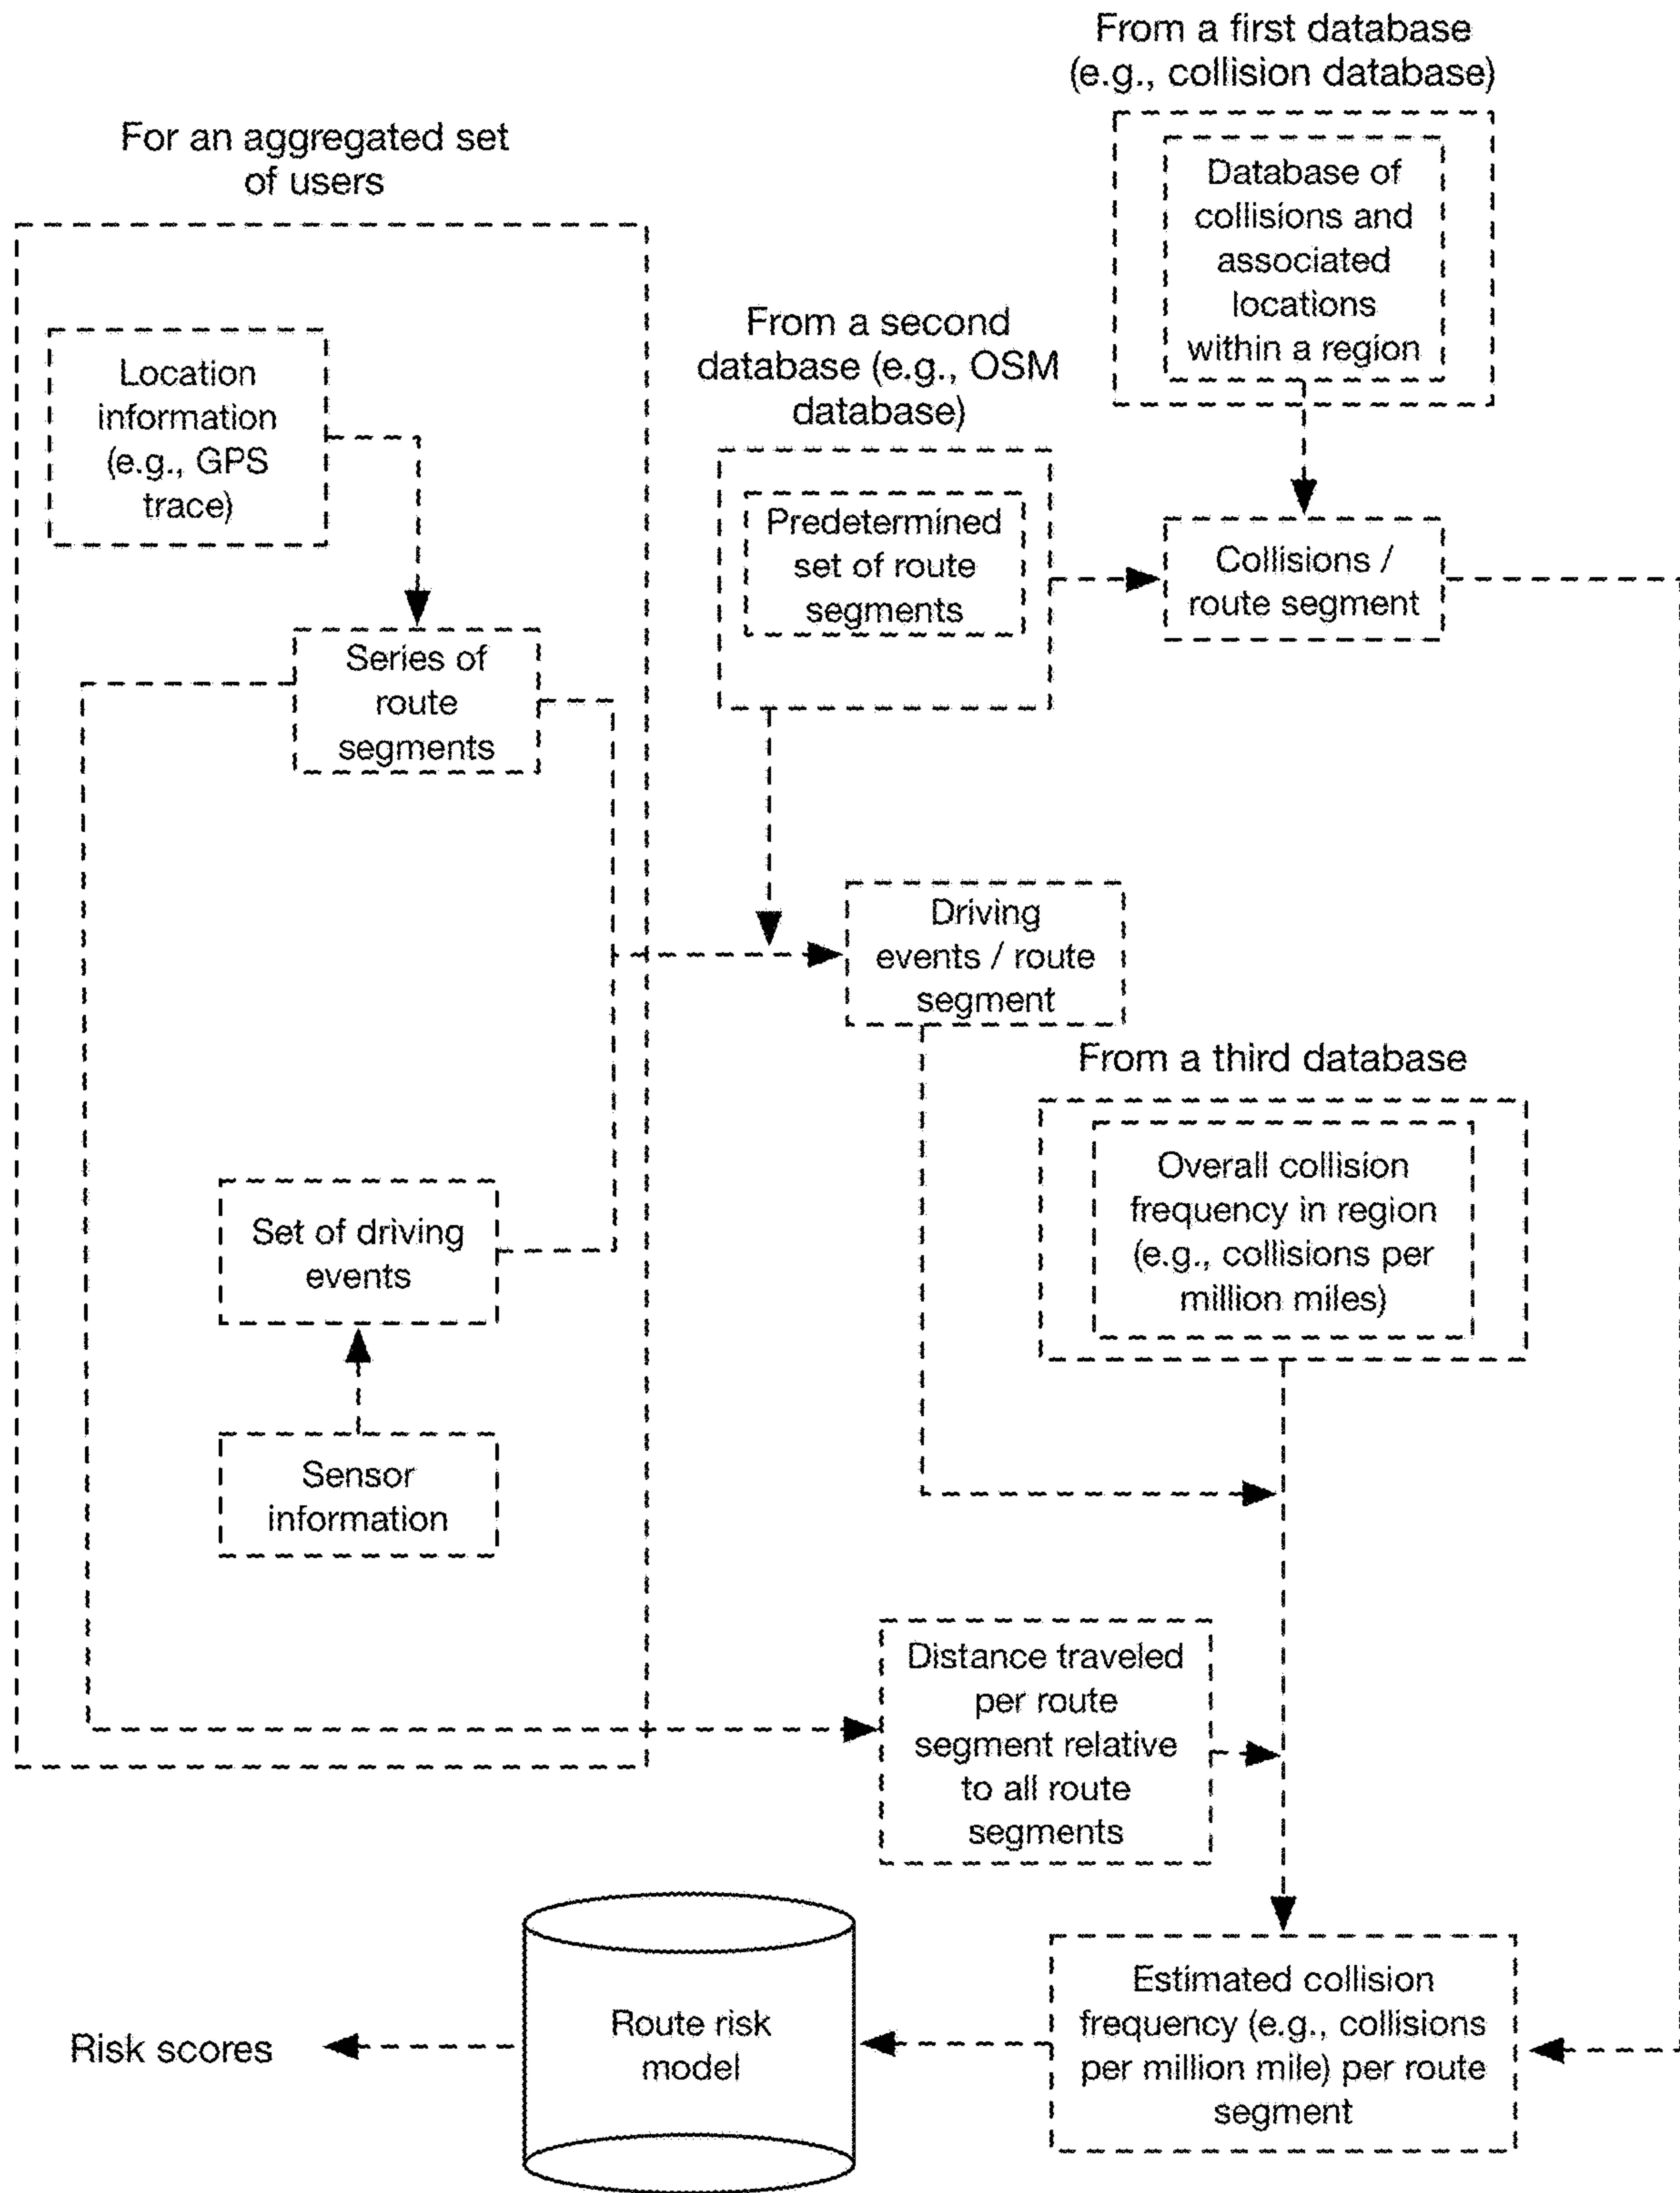 From a first database
(e.g., collision database)
For an aggregated set
of users
Database of
collisions and
associated
locations
within a region
From a second
database (e.g., OSM
database)
Location
information
(e.g., GPS
trace)
Predetermined
set of route
segments
Collisions /
route segment
Series of
route
segments
Driving
events / route
segment
From a third database
Overall collision
frequency in region
(e.g., collisions per
million miles)
Set of driving
events
Sensor
information
Distance traveled
per route
segment relative
to all route
segments
Estimated collision
frequency (e.g., collisions
per million mile) per route
segment
Route risk
model
Risk scores